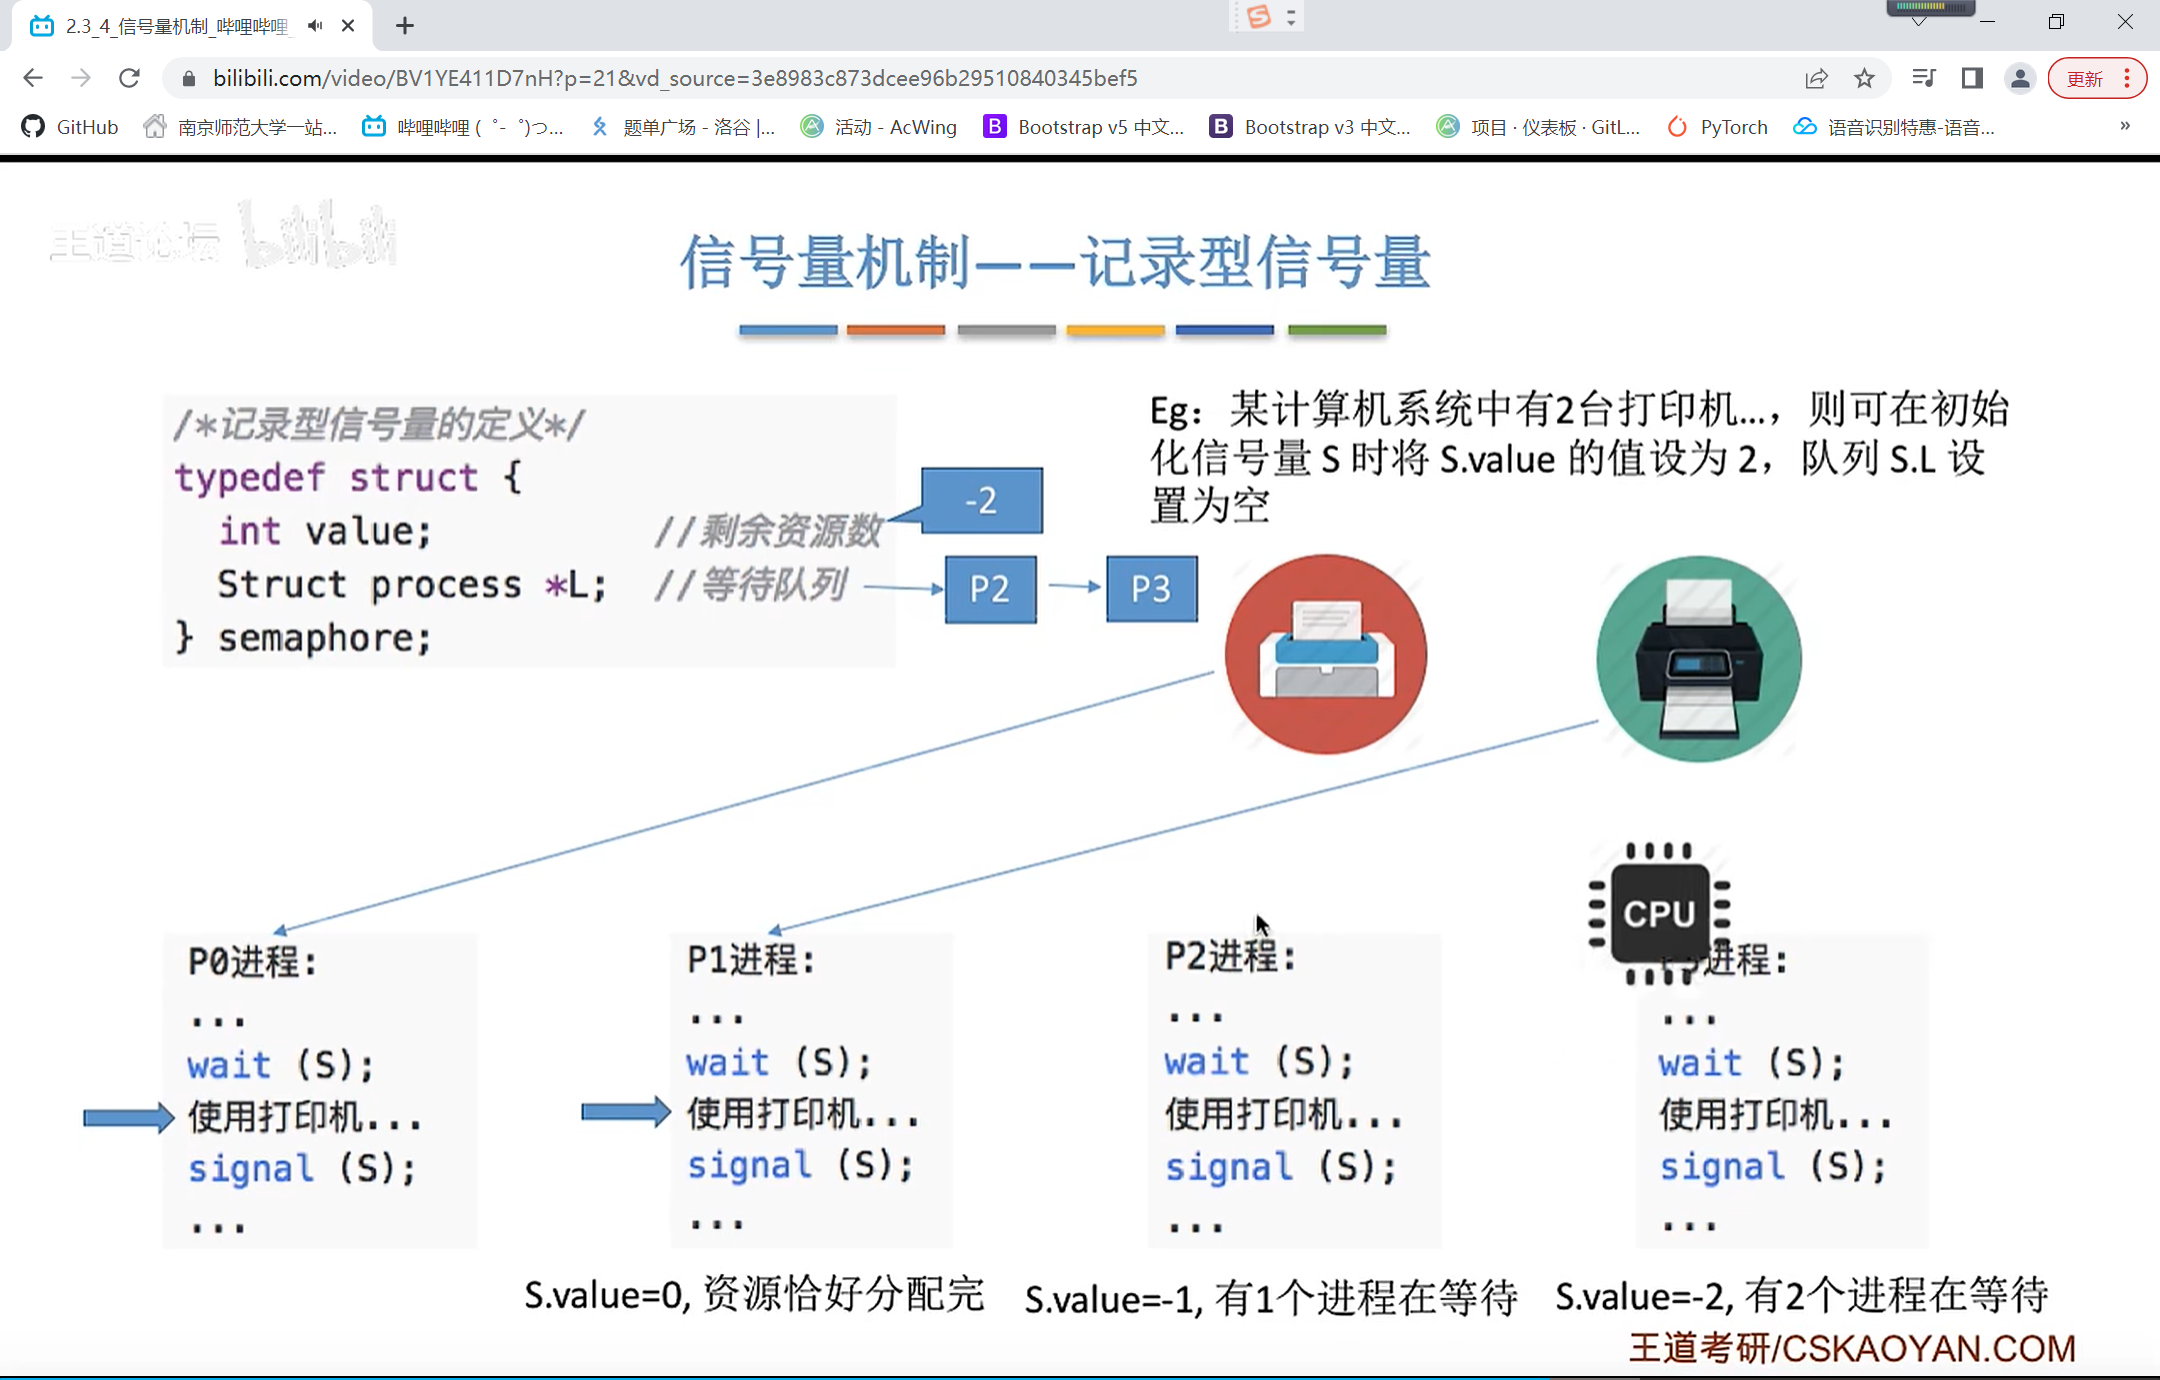 2.3_4_信号量机制_哔哩哔哩_
bilibili.com/video/BV1YE411D7nH?p=21&vd_source=3e8983c873dcee96b29510840345bef5
更新
GitHub
南京师范大学一站...
哔哩哔哩 (゜-゜)つ...
题单广场 - 洛谷 |...
活动 - AcWing
B
Bootstrap v5 中文...
B
Bootstrap v3 中文...
项目 · 仪表板 · GitL...
PyTorch
语音识别特惠-语音...
»
王道论坛 bilibili
信号量机制——记录型信号量
/*记录型信号量的定义*/
typedef struct {
int value; //剩余资源数
Struct process *L; //等待队列
} semaphore;
-2
P2
P3
Eg：某计算机系统中有2台打印机...，则可在初始
化信号量 S 时将 S.value 的值设为 2，队列 S.L 设
置为空
CPU
P0进程:
...
wait (S);
使用打印机...
signal (S);
...
P1进程:
...
wait (S);
使用打印机...
signal (S);
...
P2进程:
...
wait (S);
使用打印机...
signal (S);
...
进程:
...
wait (S);
使用打印机...
signal (S);
...
S.value=0, 资源恰好分配完
S.value=-1, 有1个进程在等待
S.value=-2, 有2个进程在等待
王道考研/CSKAOYAN.COM